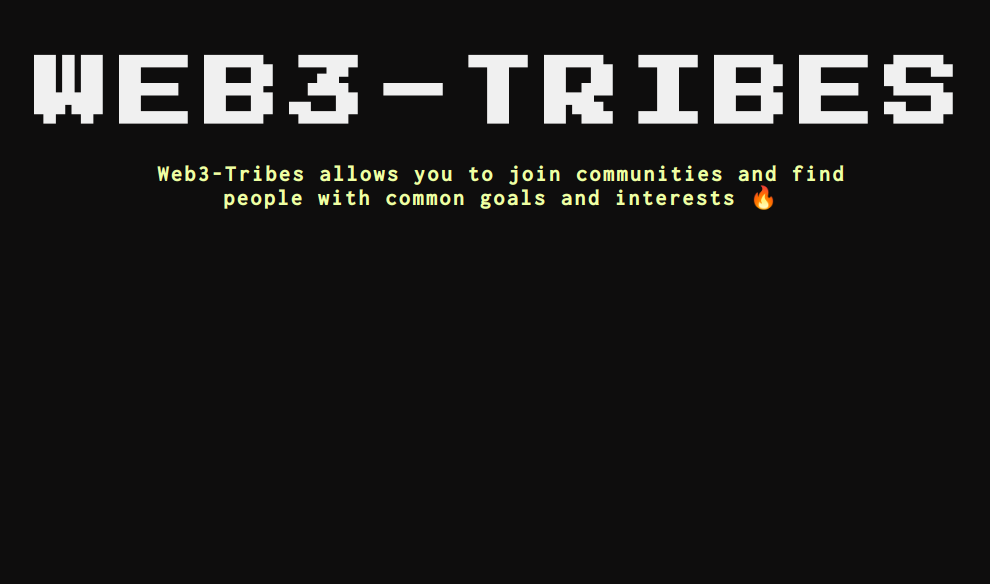 WEB3-TRIBES
Web3-Tribes allows you to join communities and find
people with common goals and interests 🔥